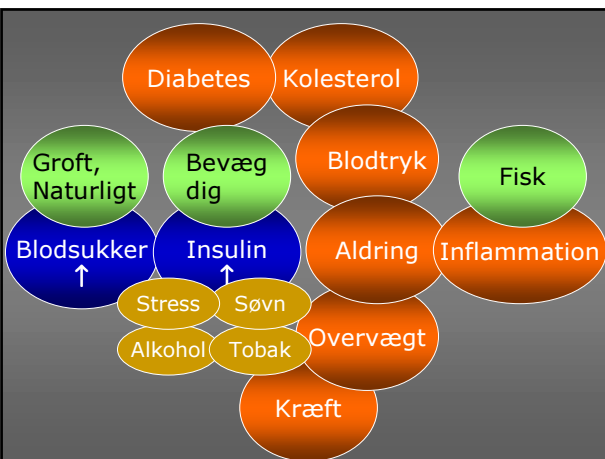 Diabetes
Kolesterol
Groft,
Naturligt
Bevæg
dig
Blodtryk
Fisk
Blodsukker
↑
Insulin
↑
Aldring
Inflammation
Stress
Søvn
Alkohol
Tobak
Overvægt
Kræft